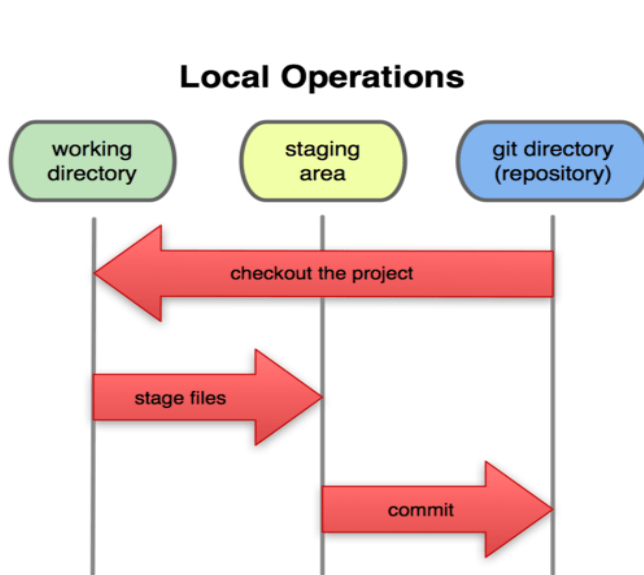 Local Operations
working
directory
staging
area
git directory
(repository)
checkout the project
stage files
commit